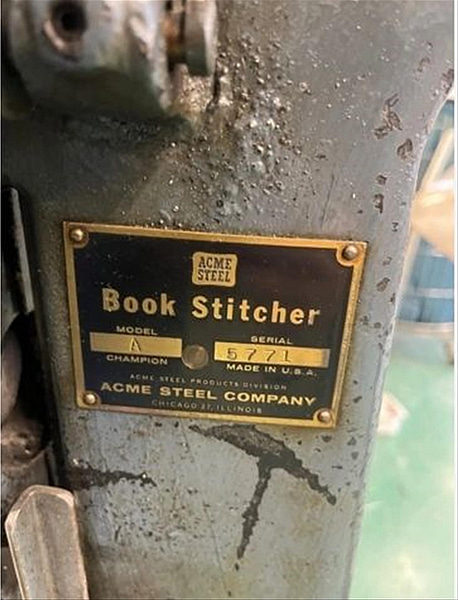 ACME
STEEL
Book Stitcher
MODEL SERIAL
A 5771
CHAMPION MADE IN U.S.A.
ACME STEEL PRODUCTS DIVISION
ACME STEEL COMPANY
CHICAGO 27, ILLINOIS